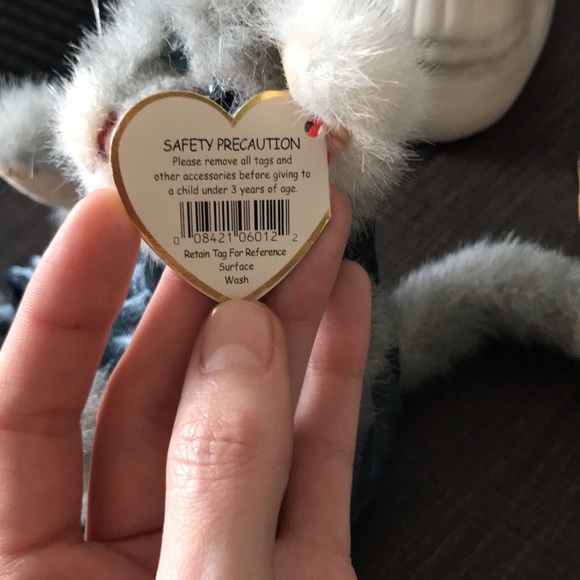 SAFETY PRECAUTION
Please remove all tags and
other accessories before giving to
a child under 3 years of age.
0 08421 06012 2
Retain Tag For Reference
Surface
Wash